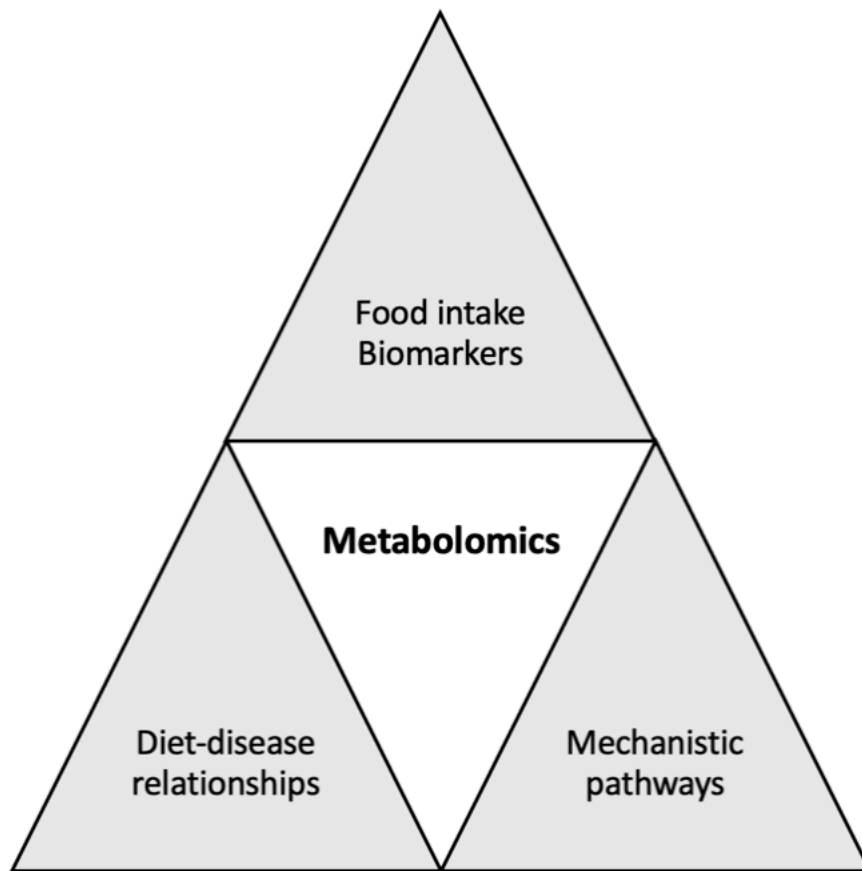 Food intake
Biomarkers
Metabolomics
Diet-disease
relationships
Mechanistic
pathways